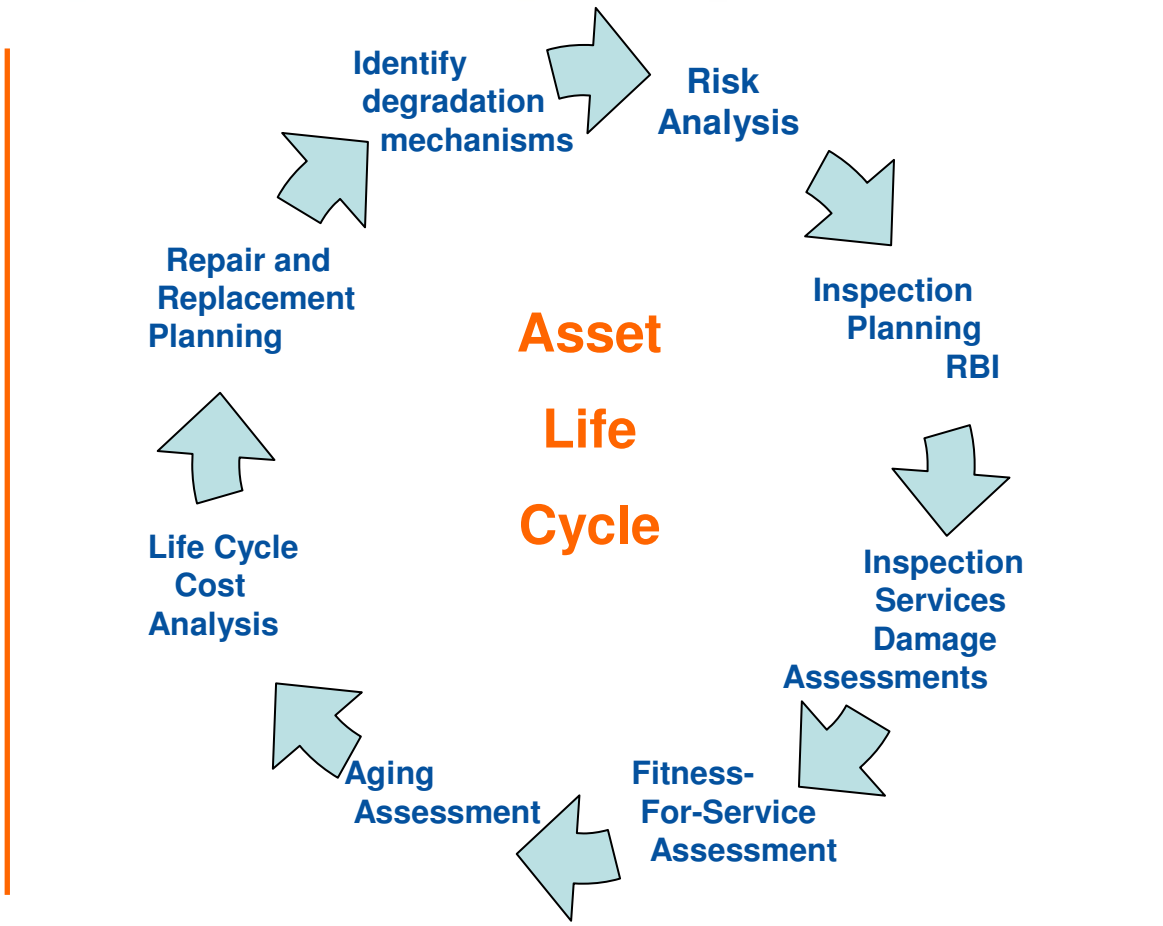 Identify
degradation
mechanisms
Risk
Analysis
Inspection
Planning
RBI
Inspection
Services
Damage
Assessments
Fitness-
For-Service
Assessment
Aging
Assessment
Life Cycle
Cost
Analysis
Repair and
Replacement
Planning
Asset
Life
Cycle